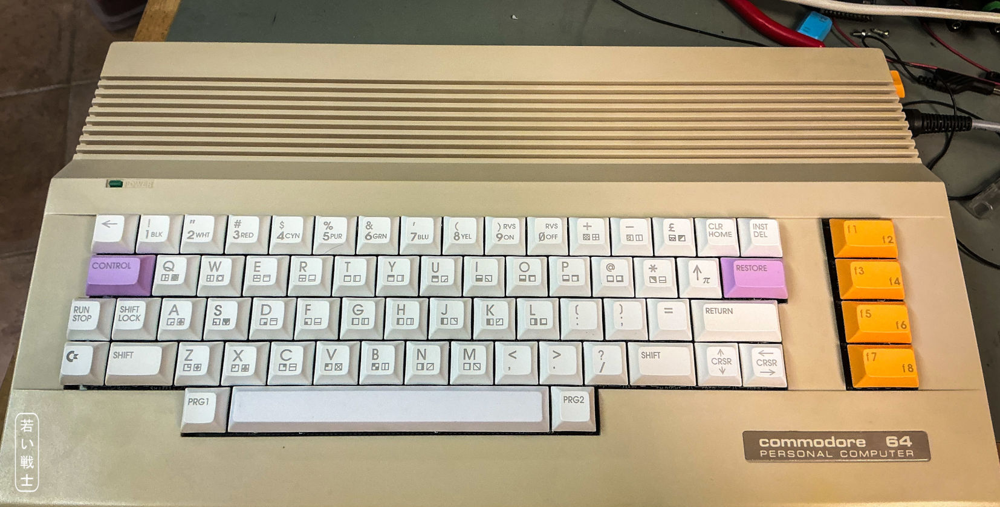 POWER
←
!
1 BLK
"
2 WHT
#
3 RED
$
4 CYN
%
5 PUR
&
6 GRN
'
7 BLU
(
8 YEL
) RVS
9 ON
RVS
0 OFF
+
−
£
CLR
HOME
INST
DEL
f1
f2
CONTROL
Q
W
E
R
T
Y
U
I
O
P
@
*
↑ π
RESTORE
f3
f4
RUN
STOP
SHIFT
LOCK
A
S
D
F
G
H
J
K
L
(
:
)
;
=
RETURN
f5
f6
C=
SHIFT
Z
X
C
V
B
N
M
<
,
>
.
?
/
SHIFT
↑
CRSR
↓
←
CRSR
→
f7
f8
PRG1
PRG2
commodore 64
PERSONAL COMPUTER
若い戦士